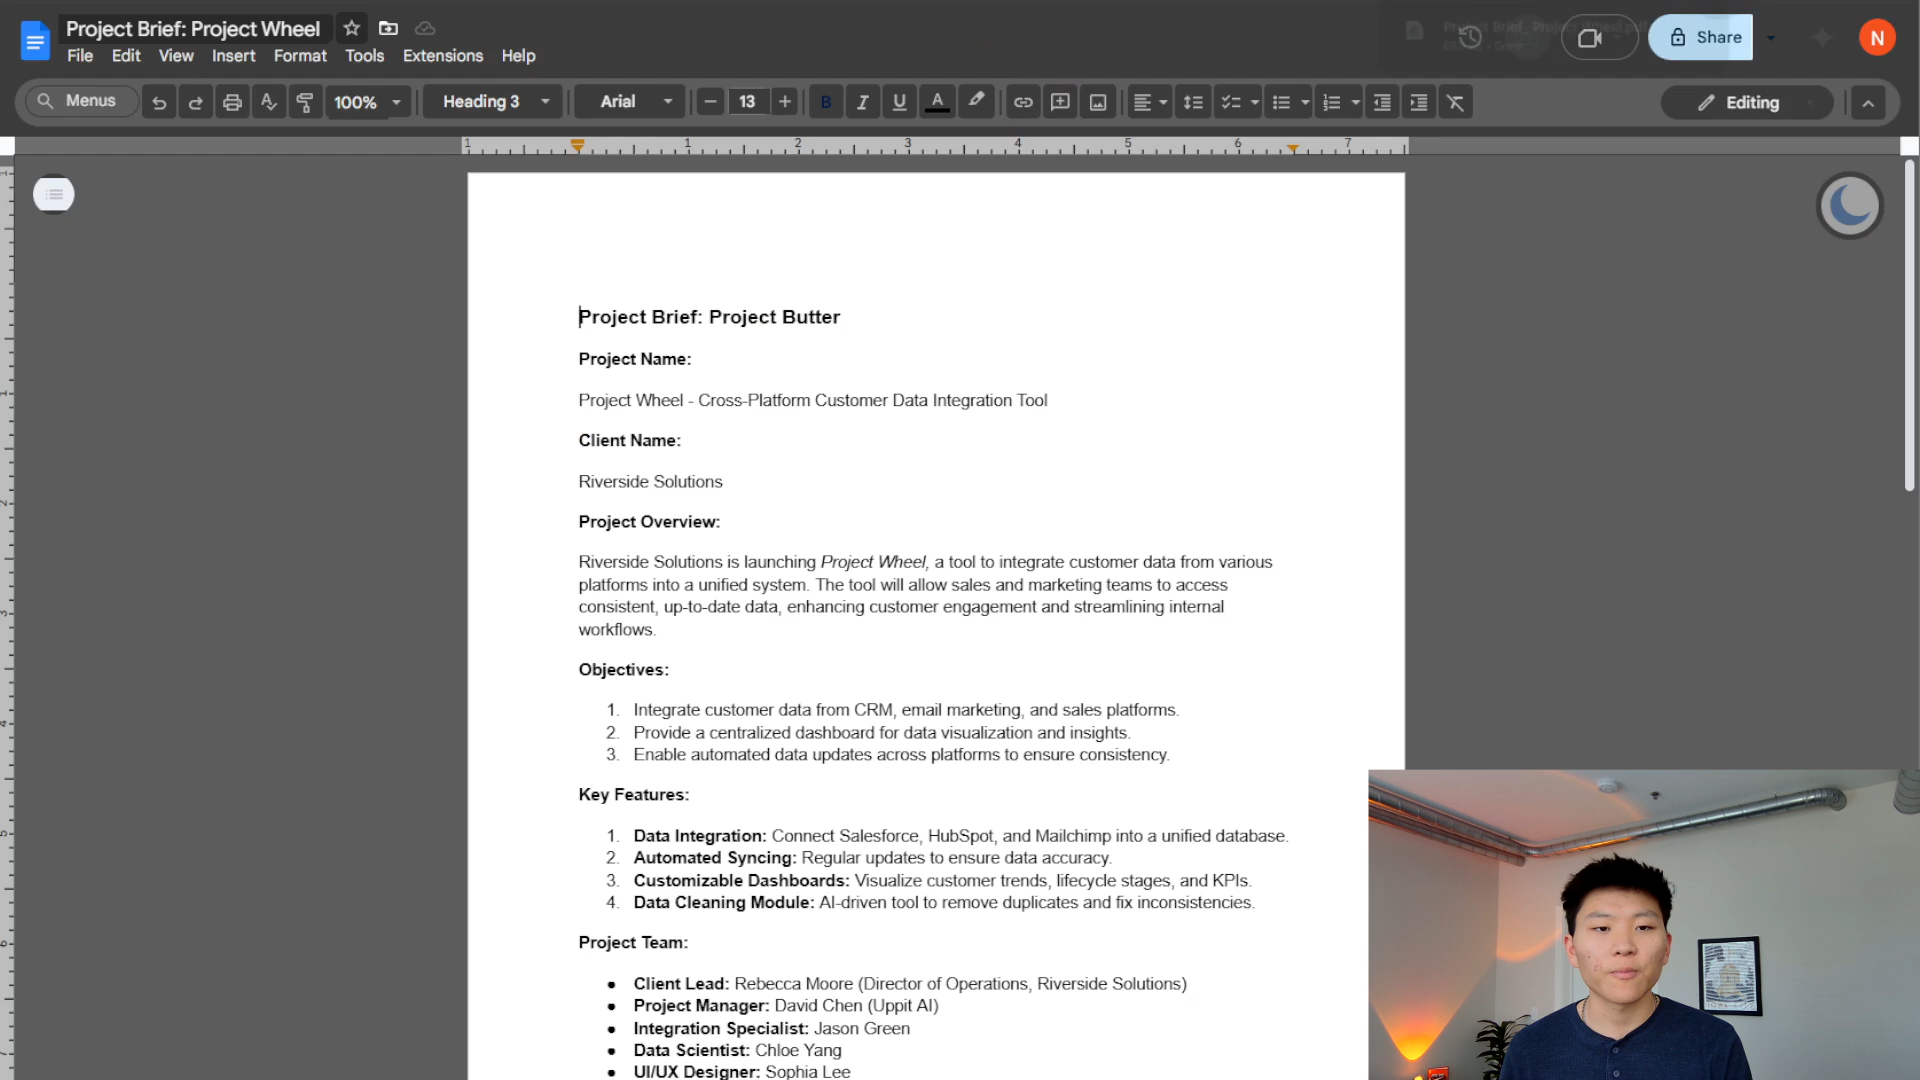 Project Brief: Project Wheel
File Edit View Insert Format Tools Extensions Help
Share
N
Menus 100% Heading 3 Arial 13 B I U A Editing
1 1 2 3 4 5 6 7
Project Brief: Project Butter
Project Name:
Project Wheel - Cross-Platform Customer Data Integration Tool
Client Name:
Riverside Solutions
Project Overview:
Riverside Solutions is launching Project Wheel, a tool to integrate customer data from various
platforms into a unified system. The tool will allow sales and marketing teams to access
consistent, up-to-date data, enhancing customer engagement and streamlining internal
workflows.
Objectives:
1. Integrate customer data from CRM, email marketing, and sales platforms.
2. Provide a centralized dashboard for data visualization and insights.
3. Enable automated data updates across platforms to ensure consistency.
Key Features:
1. Data Integration: Connect Salesforce, HubSpot, and Mailchimp into a unified database.
2. Automated Syncing: Regular updates to ensure data accuracy.
3. Customizable Dashboards: Visualize customer trends, lifecycle stages, and KPIs.
4. Data Cleaning Module: AI-driven tool to remove duplicates and fix inconsistencies.
Project Team:
● Client Lead: Rebecca Moore (Director of Operations, Riverside Solutions)
● Project Manager: David Chen (Uppit AI)
● Integration Specialist: Jason Green
● Data Scientist: Chloe Yang
● UI/UX Designer: Sophia Lee